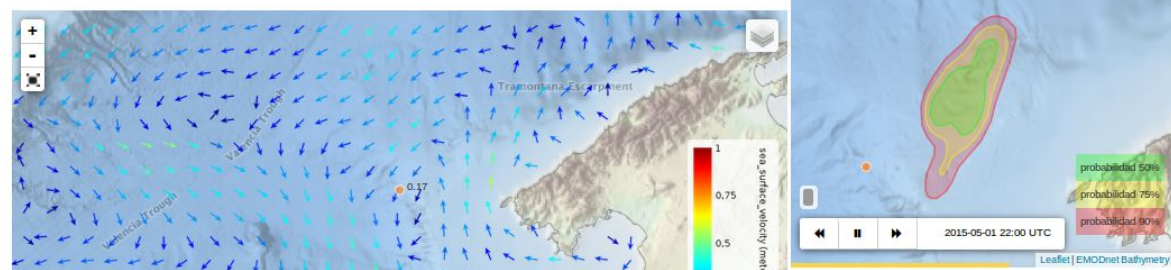 +
-
Tramontana Escarpment
Valencia Trough
0.17
Valencia Trough
1
0.75
0.5
sea_surface_velocity (mete
probabilidad 50%
probabilidad 75%
probabilidad 90%
2015-05-01 22:00 UTC
Leaflet | EMODnet Bathymetry